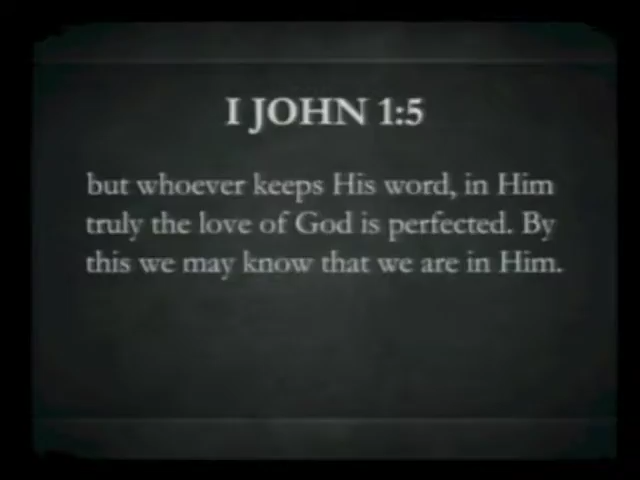 I JOHN 1:5
but whoever keeps His word, in Him
truly the love of God is perfected. By
this we may know that we are in Him.